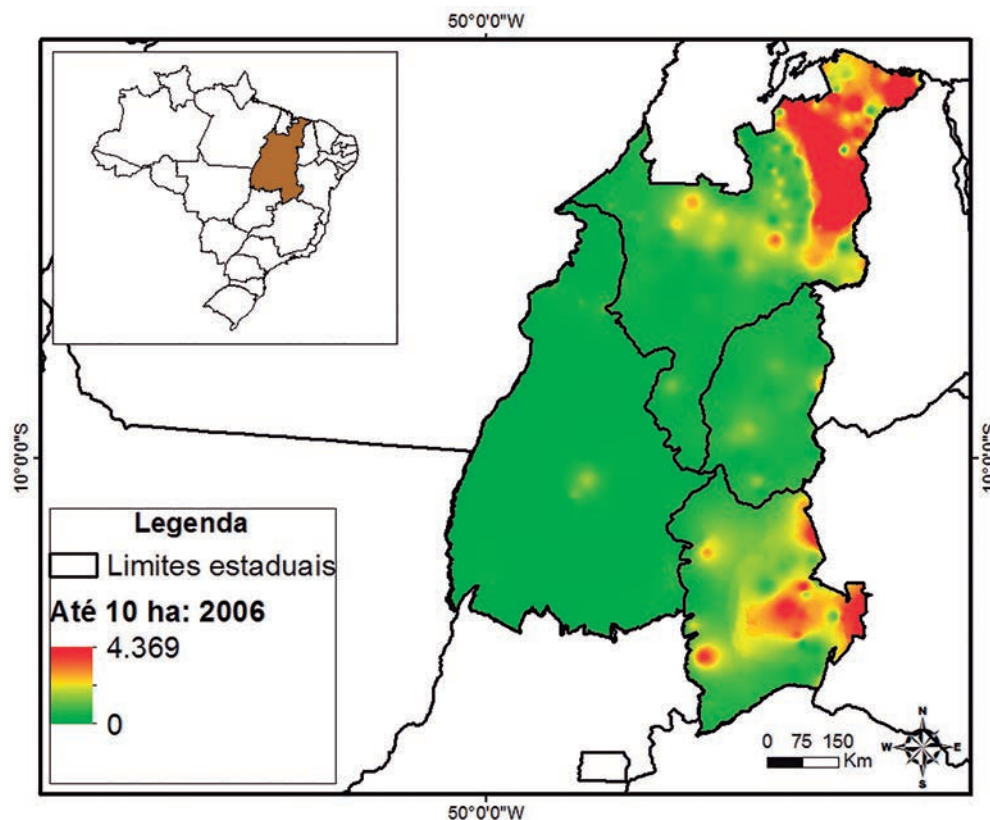 50°0'0"W
10°0'0"S
10°0'0"S
Legenda
Limites estaduais
Até 10 ha: 2006
4.369
0
0 75 150
Km
N
W E
S
50°0'0"W